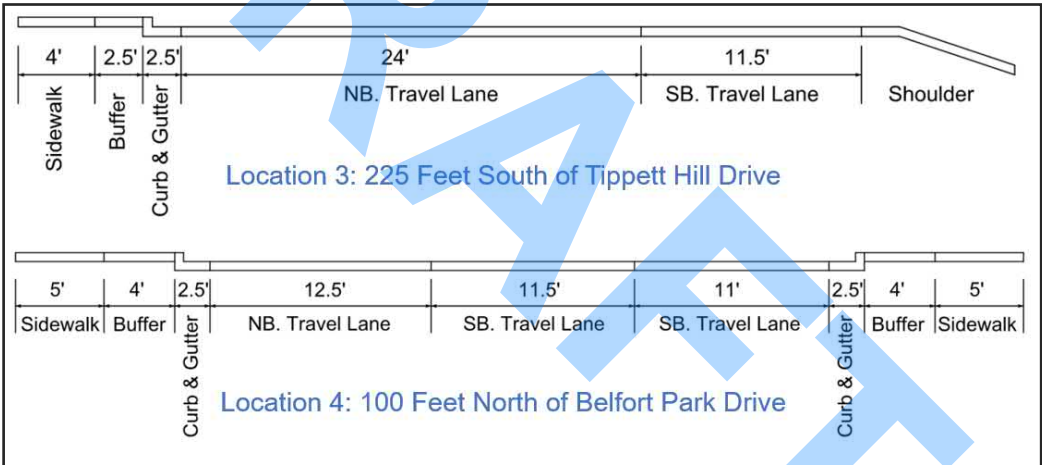 4' 2.5' 2.5' 24' 11.5'
Sidewalk Buffer Curb & Gutter NB. Travel Lane SB. Travel Lane Shoulder
Location 3: 225 Feet South of Tippett Hill Drive
5' 4' 2.5' 12.5' 11.5' 11' 2.5' 4' 5'
Sidewalk Buffer Curb & Gutter NB. Travel Lane SB. Travel Lane SB. Travel Lane Curb & Gutter Buffer Sidewalk
Location 4: 100 Feet North of Belfort Park Drive
RAFT